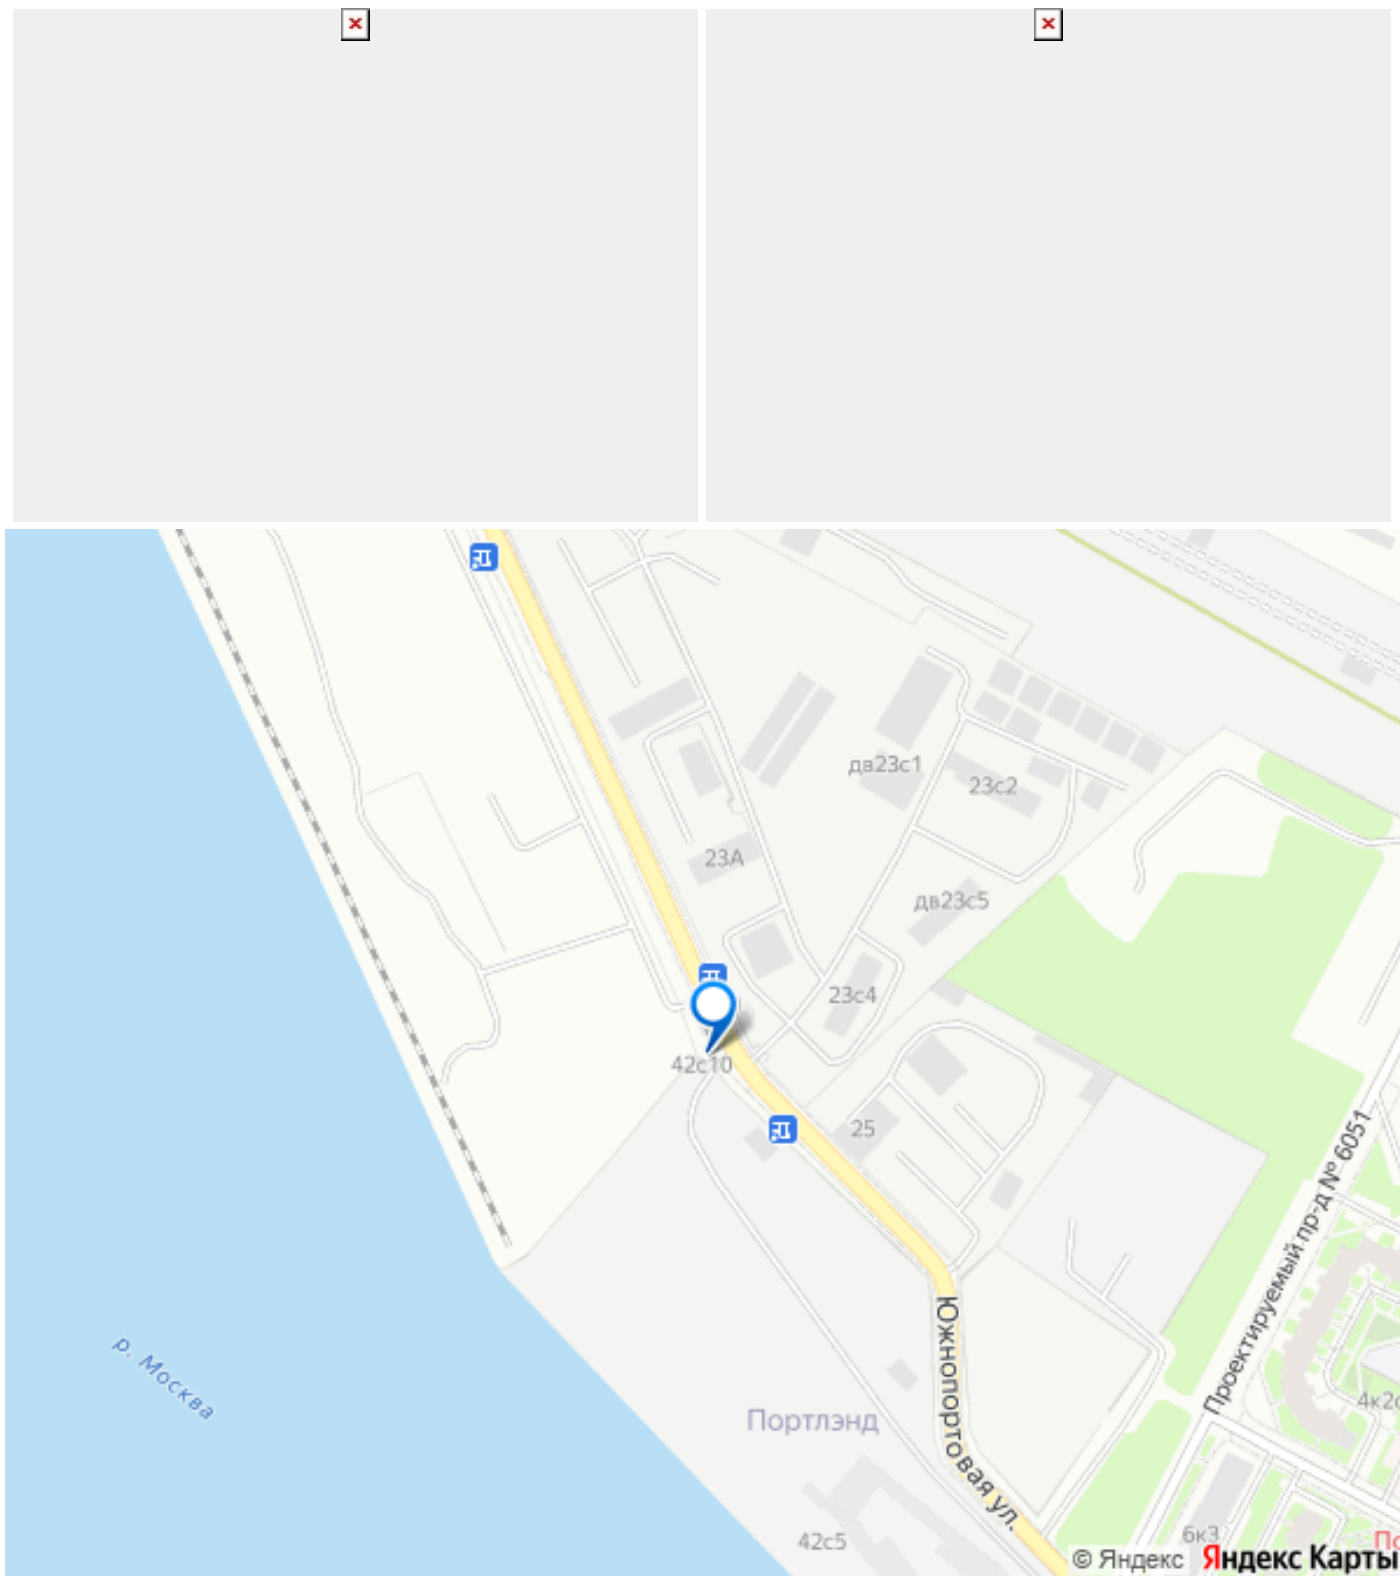 дв23с1
23с2
23А
дв23с5
23с4
42с10
25
Проектируемый пр-д № 6051
Южнопортовая ул.
р. Москва
4к2
Портлэнд
42с5
6к3
По
© Яндекс Яндекс Карты